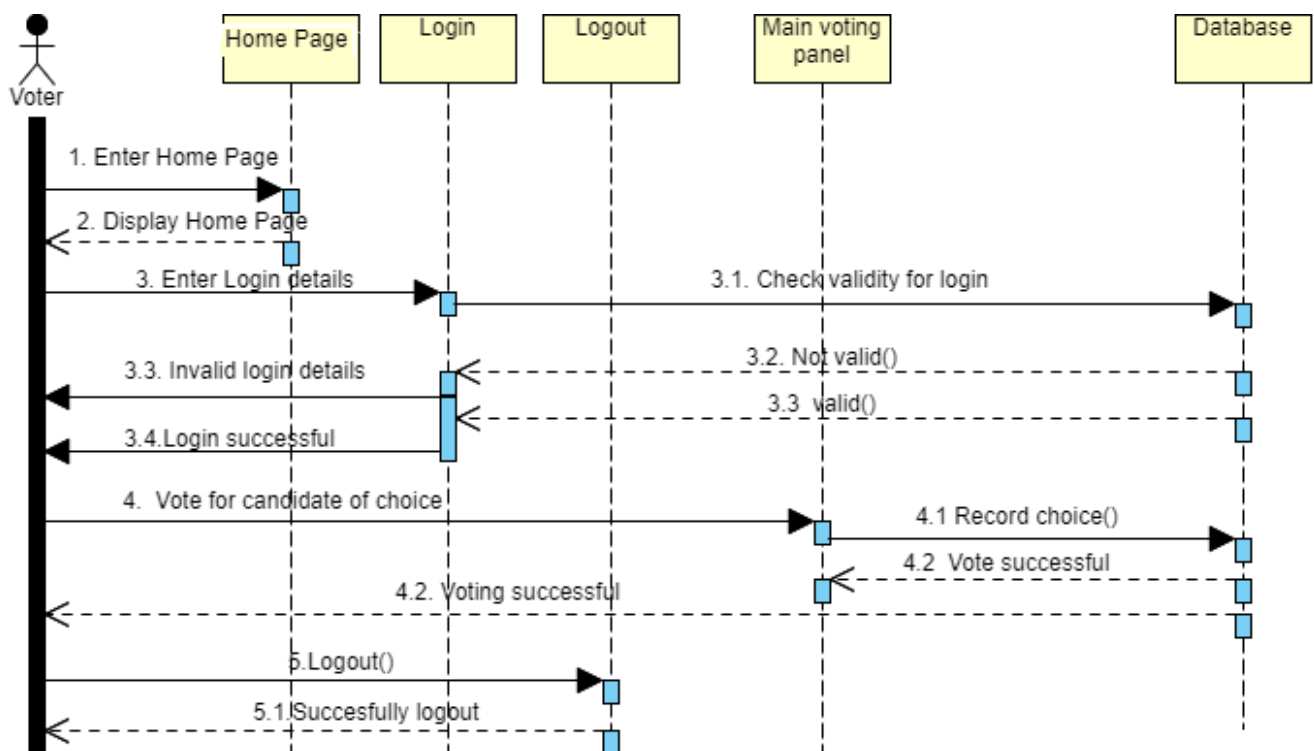 Home Page
Login
Logout
Main voting
panel
Database
Voter
1. Enter Home Page
2. Display Home Page
3. Enter Login details
3.1. Check validity for login
3.2. Not valid()
3.3. Invalid login details
3.3  valid()
3.4.Login successful
4.  Vote for candidate of choice
4.1 Record choice()
4.2  Vote successful
4.2. Voting successful
5.Logout()
5.1.Succesfully logout